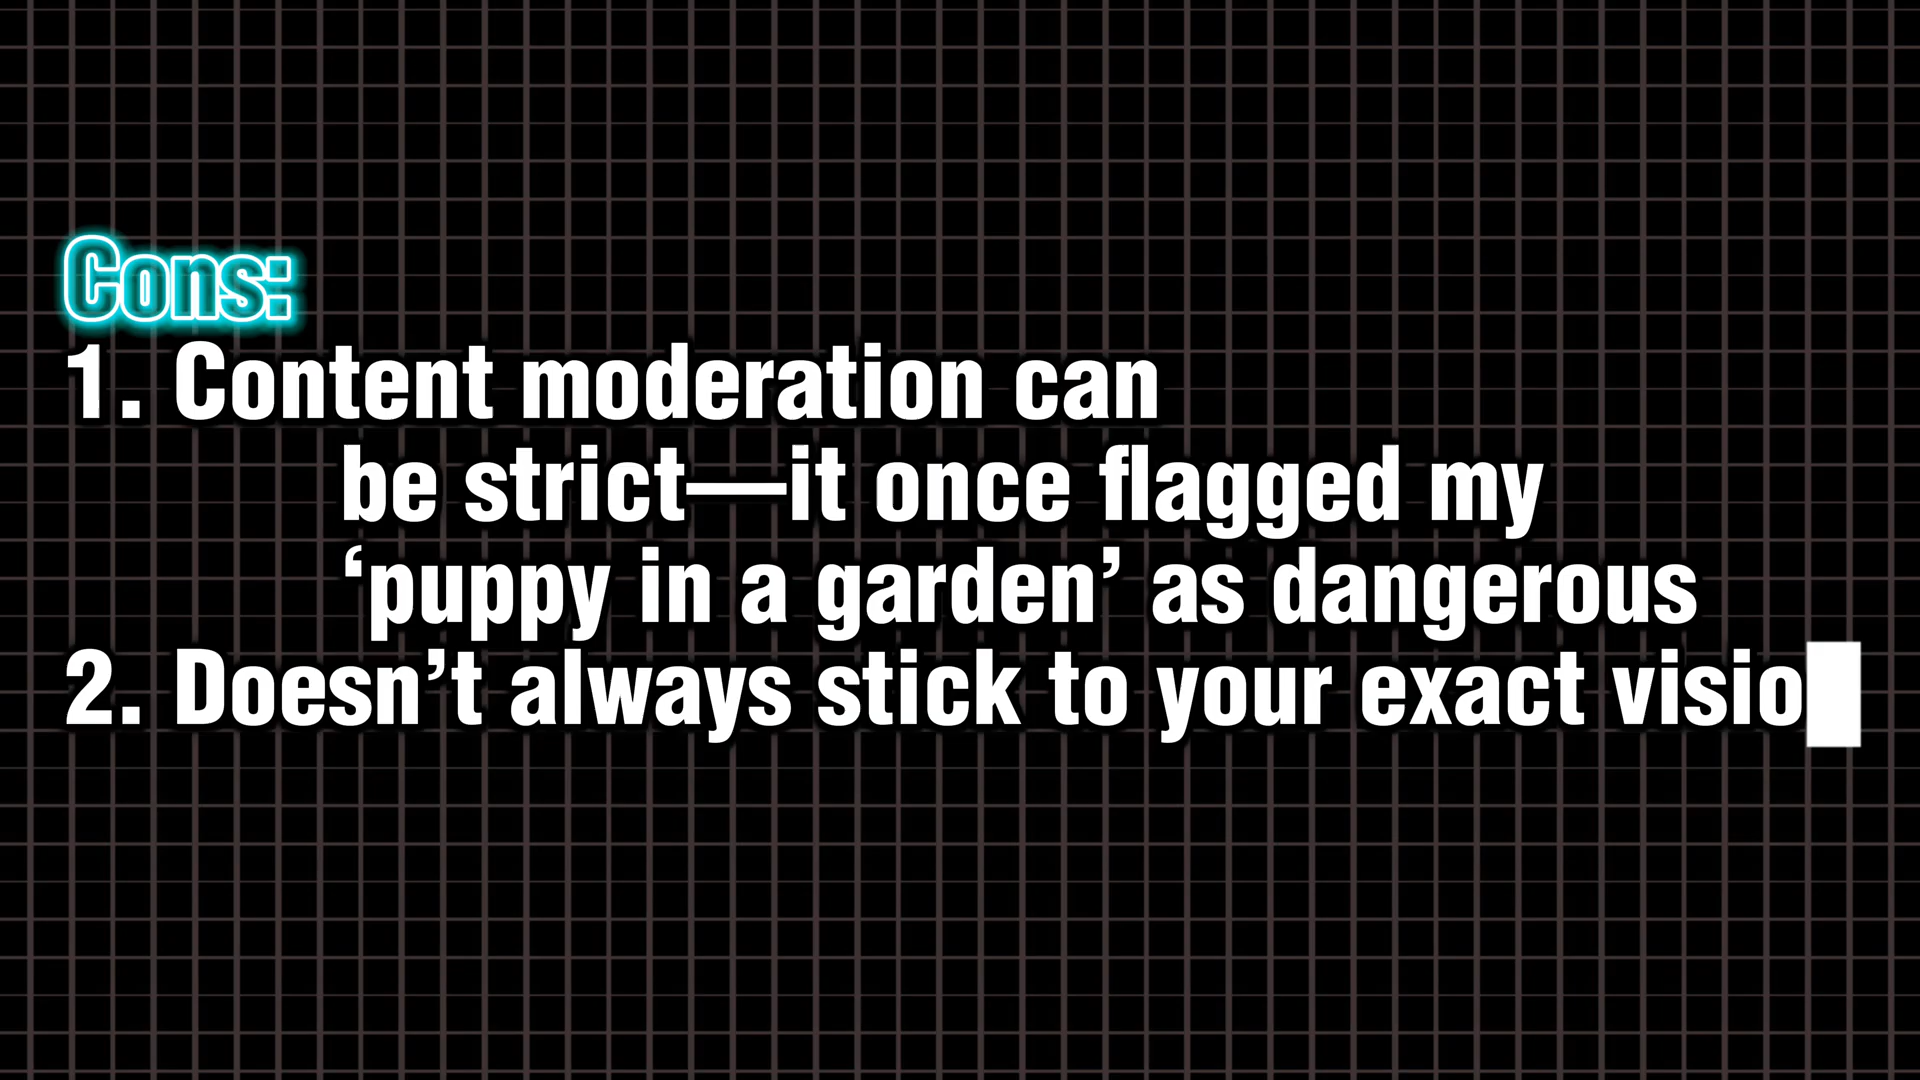 Cons:
1. Content moderation can
be strict—it once flagged my
‘puppy in a garden’ as dangerous
2. Doesn’t always stick to your exact visio